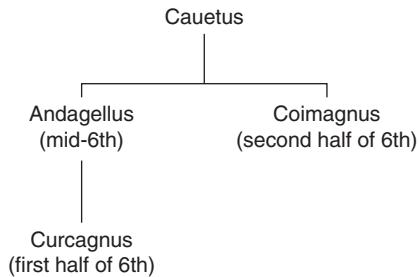 Cauetus
Andagellus
(mid-6th)
Coimagnus
(second half of 6th)
Curcagnus
(first half of 6th)